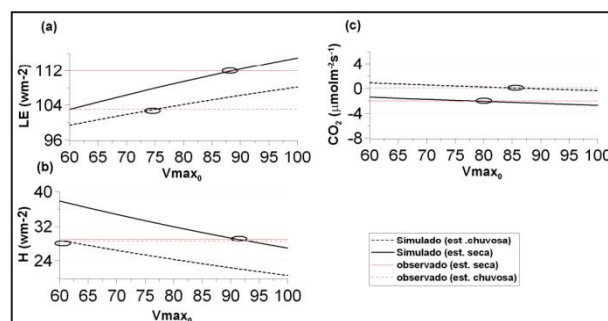 (a)
LE (wm-2)
112
104
96
60 65 70 75 80 85 90 95 100
Vmax₀
(b)
H (wm-2)
40
32
24
60 65 70 75 80 85 90 95 100
Vmax₀
(c)
CO₂ (μmolm-²s-¹)
4
0
-4
-8
60 65 70 75 80 85 90 95 100
Vmax₀
Simulado (est .chuvosa)
Simulado (est. seca)
observado (est. seca)
observado (est. chuvosa)